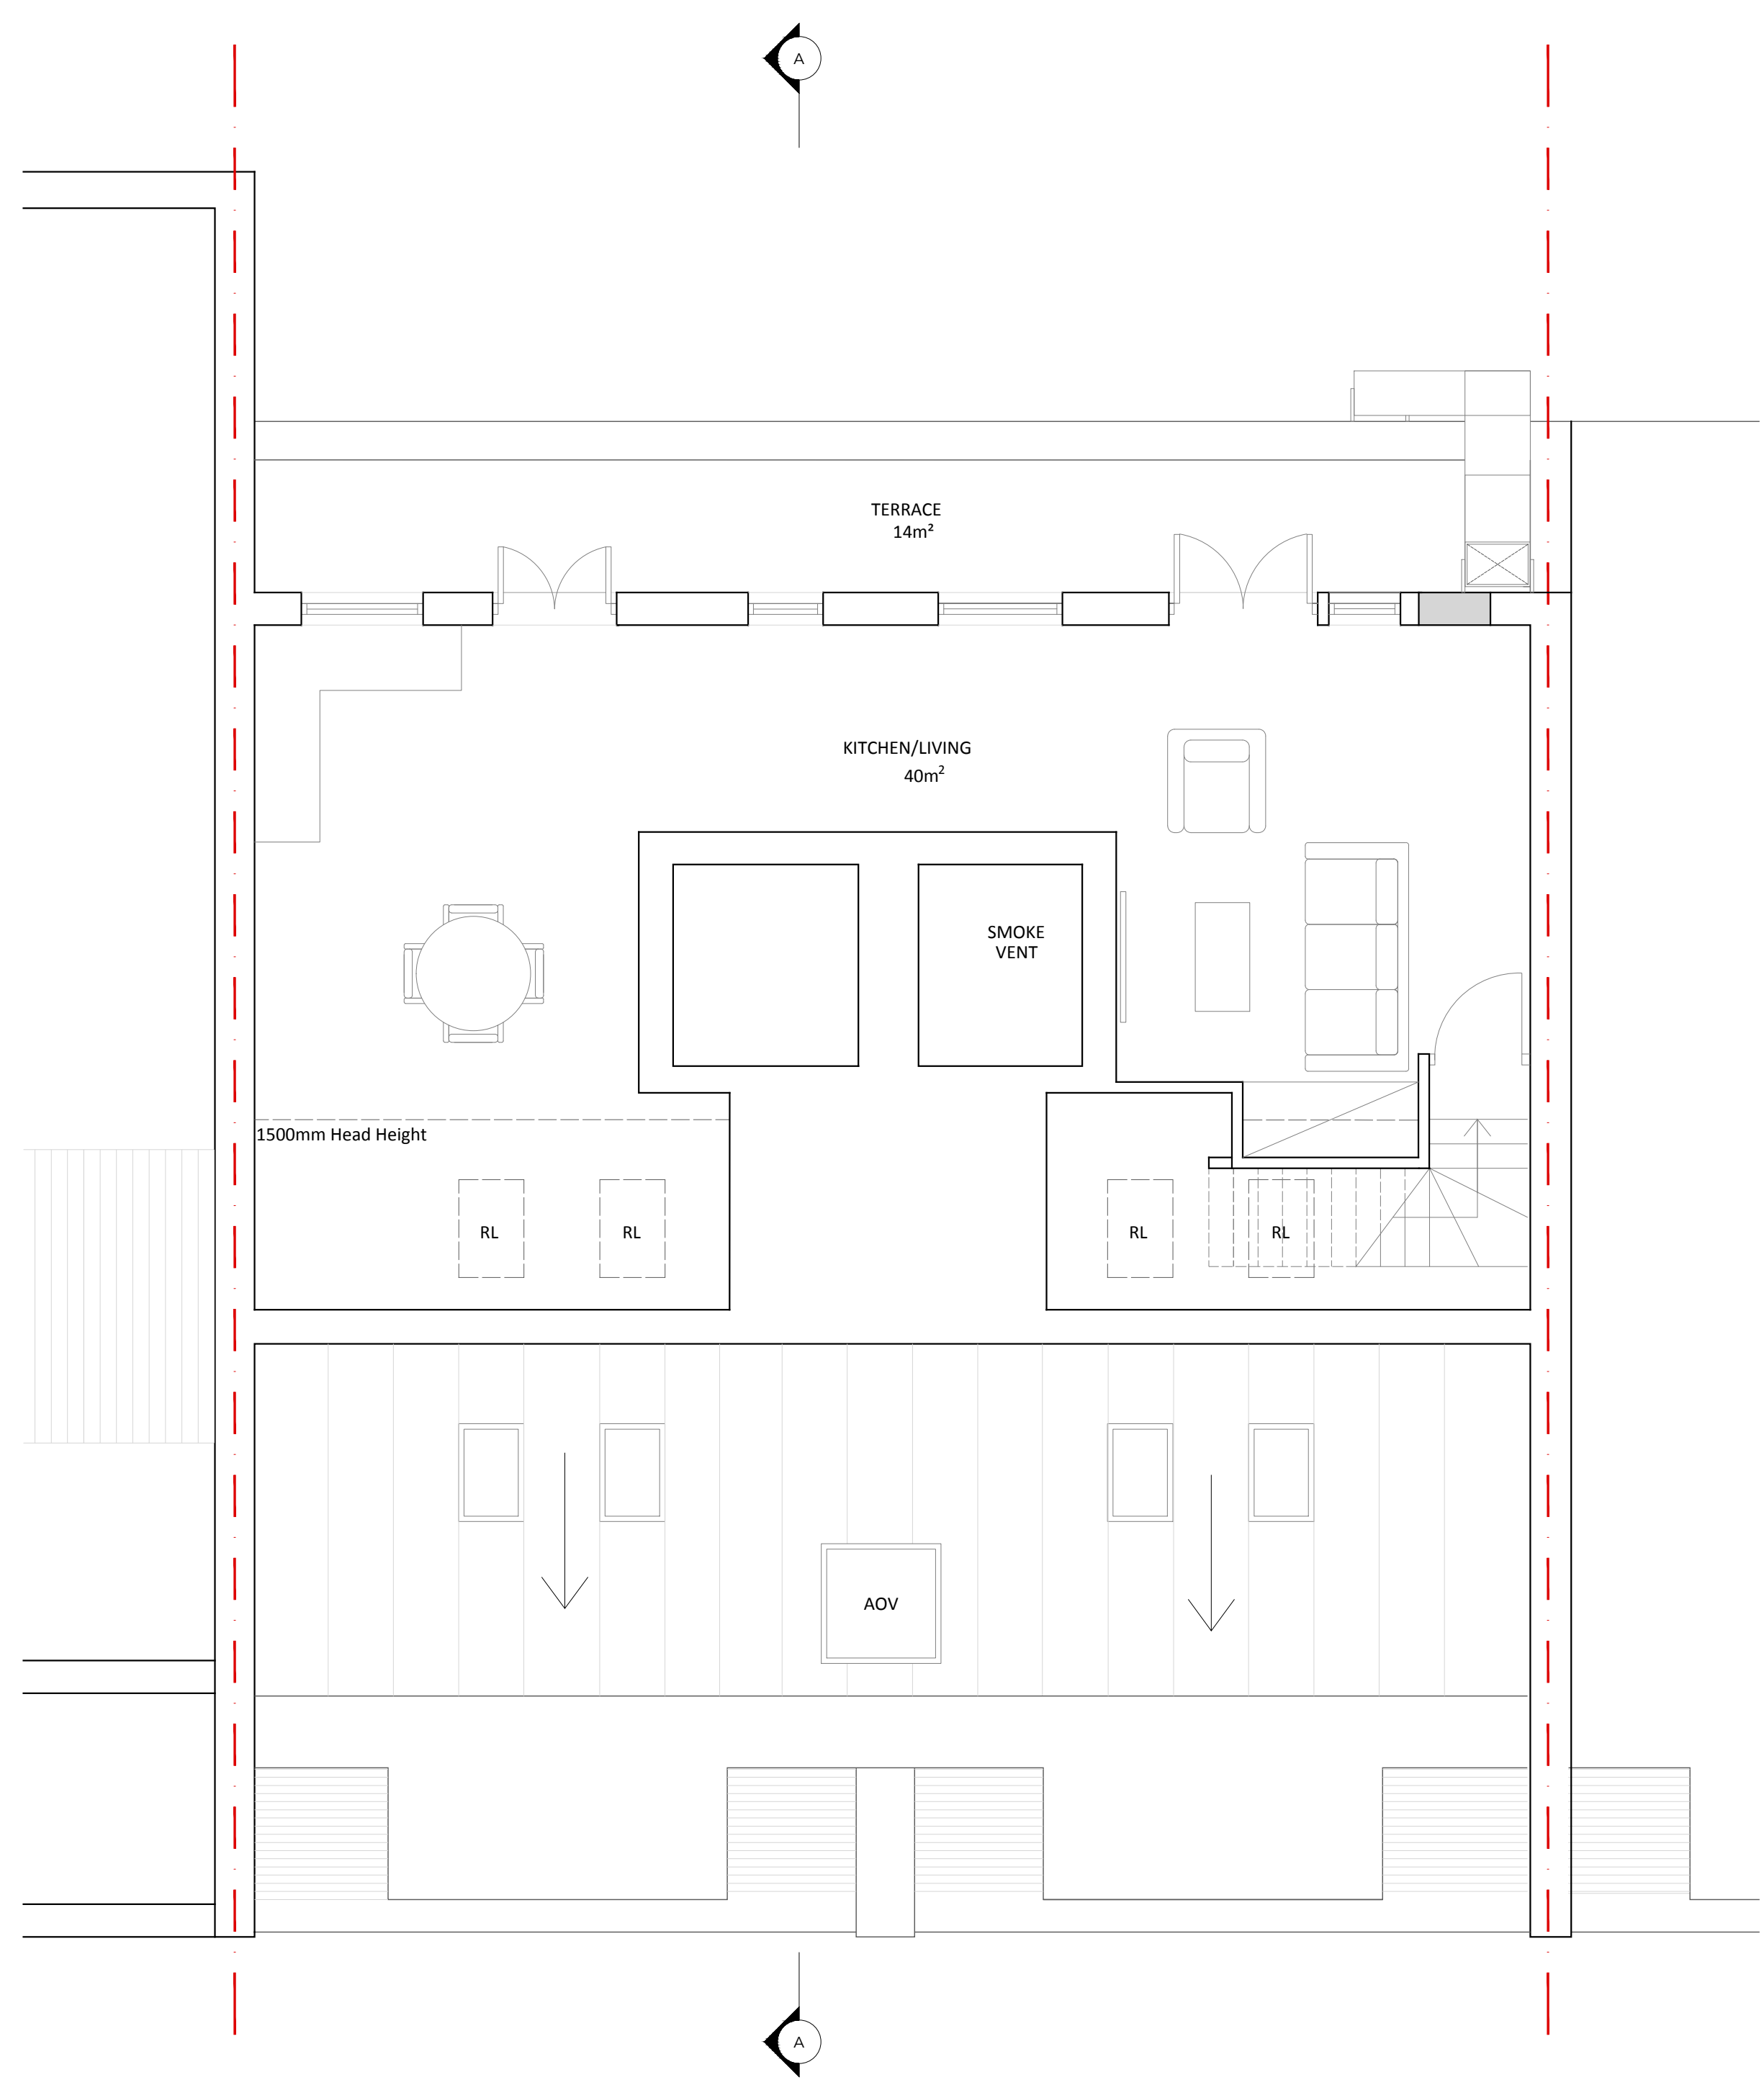 A
TERRACE
14m²
KITCHEN/LIVING
40m²
SMOKE
VENT
1500mm Head Height
RL
RL
RL
RL
AOV
A